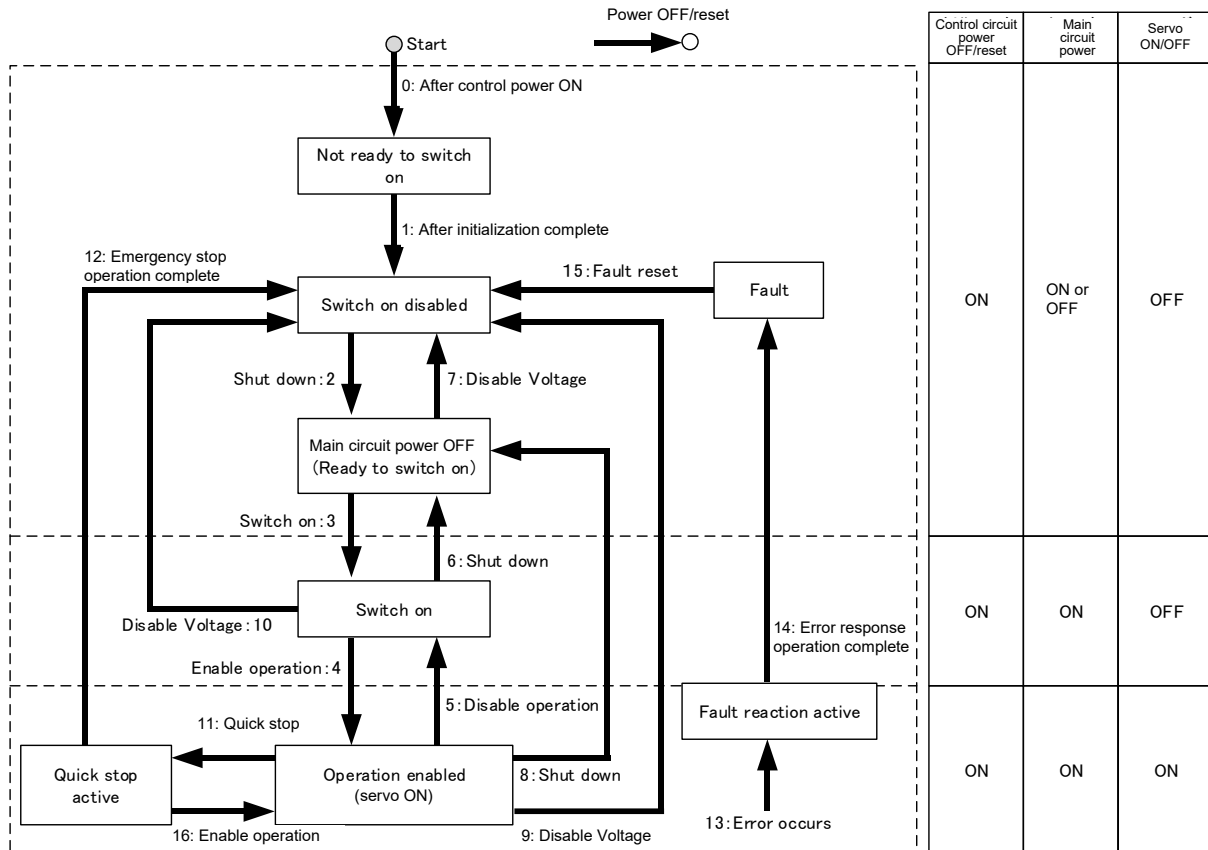 Power OFF/reset
Start
0: After control power ON
Not ready to switch
on
1: After initialization complete
12: Emergency stop
operation complete
15:Fault reset
Switch on disabled
Fault
Shut down:2
7:Disable Voltage
Main circuit power OFF
(Ready to switch on)
Switch on:3
6:Shut down
Switch on
Disable Voltage:10
14: Error response
operation complete
Enable operation:4
5:Disable operation
Fault reaction active
11: Quick stop
Quick stop
active
Operation enabled
(servo ON)
8:Shut down
16: Enable operation
9: Disable Voltage
13:Error occurs
Control circuit
power
OFF/reset
Main
circuit
power
Servo
ON/OFF
ON
ON or
OFF
OFF
ON
ON
OFF
ON
ON
ON